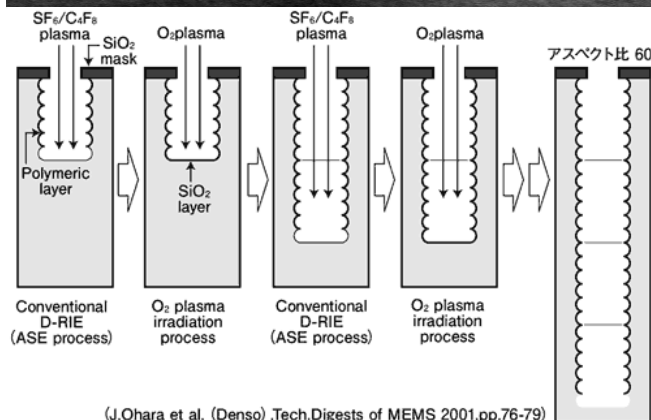 SF₆/C₄F₈
plasma
SiO₂
mask
O₂plasma
SF₆/C₄F₈
plasma
O₂plasma
アスペクト比 60
Polymeric
layer
SiO₂
layer
Conventional
D-RIE
(ASE process)
O₂ plasma
irradiation
process
Conventional
D-RIE
(ASE process)
O₂ plasma
irradiation
process
(J.Ohara et al. (Denso) ,Tech.Digests of MEMS 2001,pp.76-79)